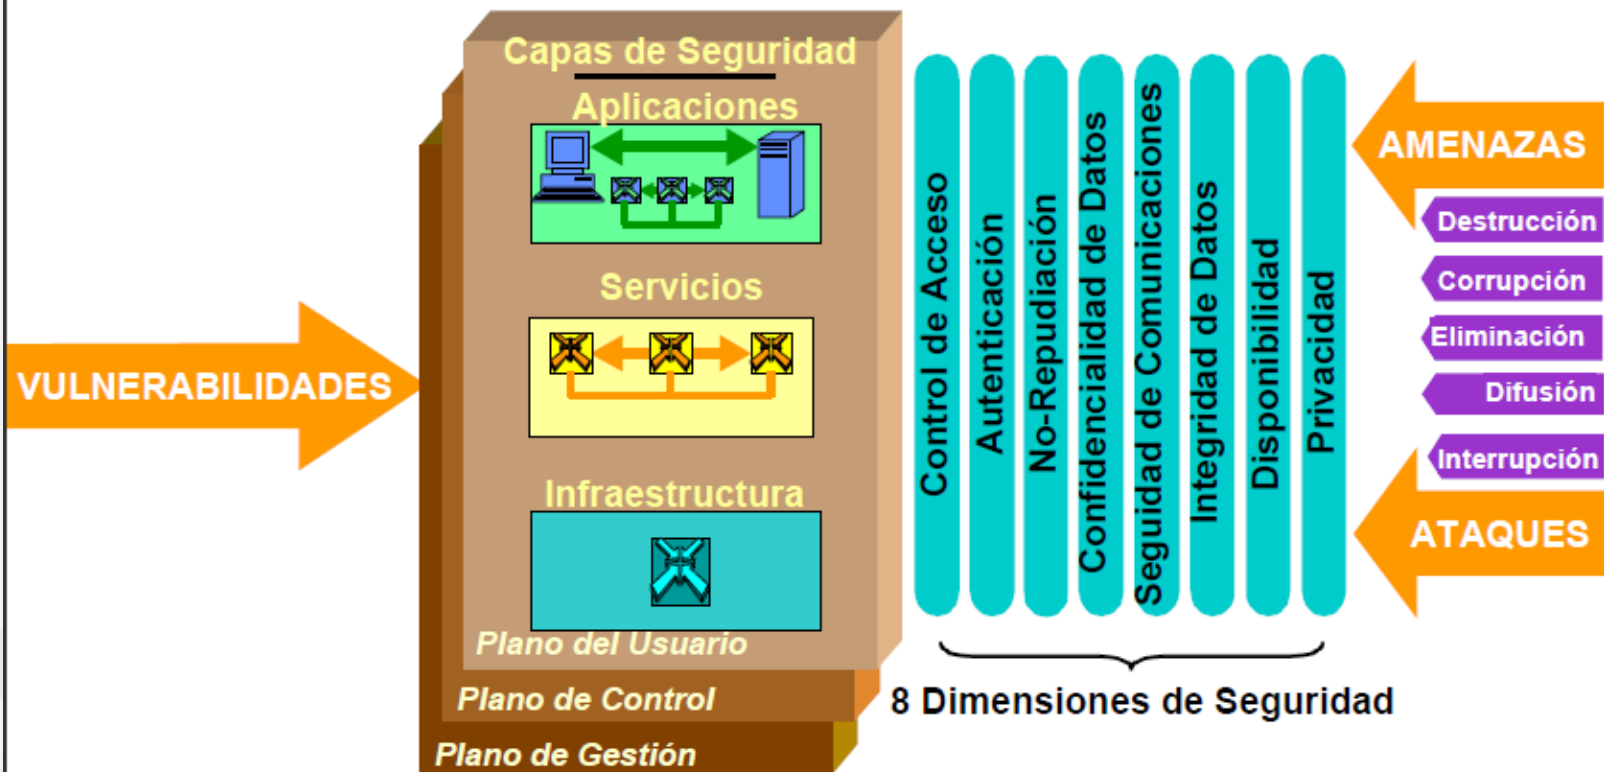 Capas de Seguridad
Aplicaciones
Servicios
Infraestructura
Plano del Usuario
Plano de Control
Plano de Gestión
VULNERABILIDADES
Control de Acceso
Autenticación
No-Repudiación
Confidencialidad de Datos
Seguidad de Comunicaciones
Integridad de Datos
Disponibilidad
Privacidad
8 Dimensiones de Seguridad
AMENAZAS
Destrucción
Corrupción
Eliminación
Difusión
Interrupción
ATAQUES